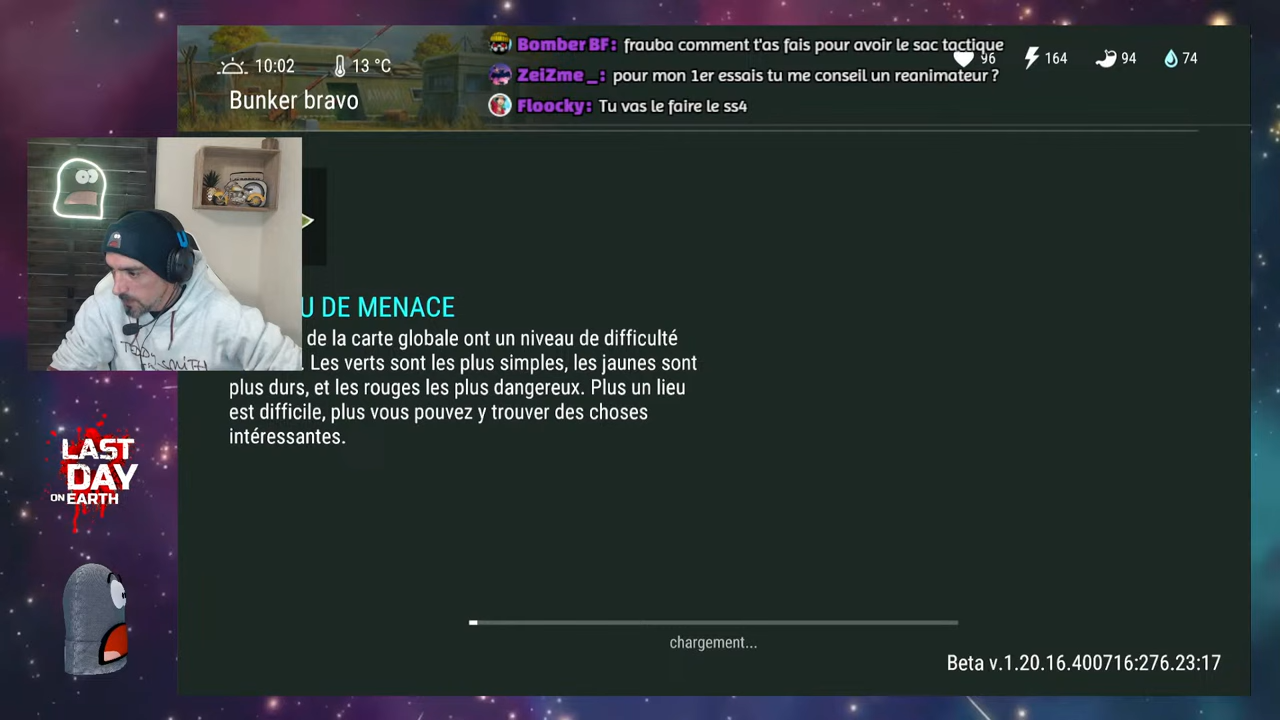 BomberBF: frauba comment t'as fais pour avoir le sac tactique
ZeiZme_: pour mon 1er essais tu me conseil un reanimateur ?
Floocky: Tu vas le faire le ss4
10:02 13 °C
96 164 94 74
Bunker bravo
U DE MENACE
de la carte globale ont un niveau de difficulté
. Les verts sont les plus simples, les jaunes sont
plus durs, et les rouges les plus dangereux. Plus un lieu
est difficile, plus vous pouvez y trouver des choses
intéressantes.
LAST
DAY
ON EARTH
chargement...
Beta v.1.20.16.400716:276.23:17